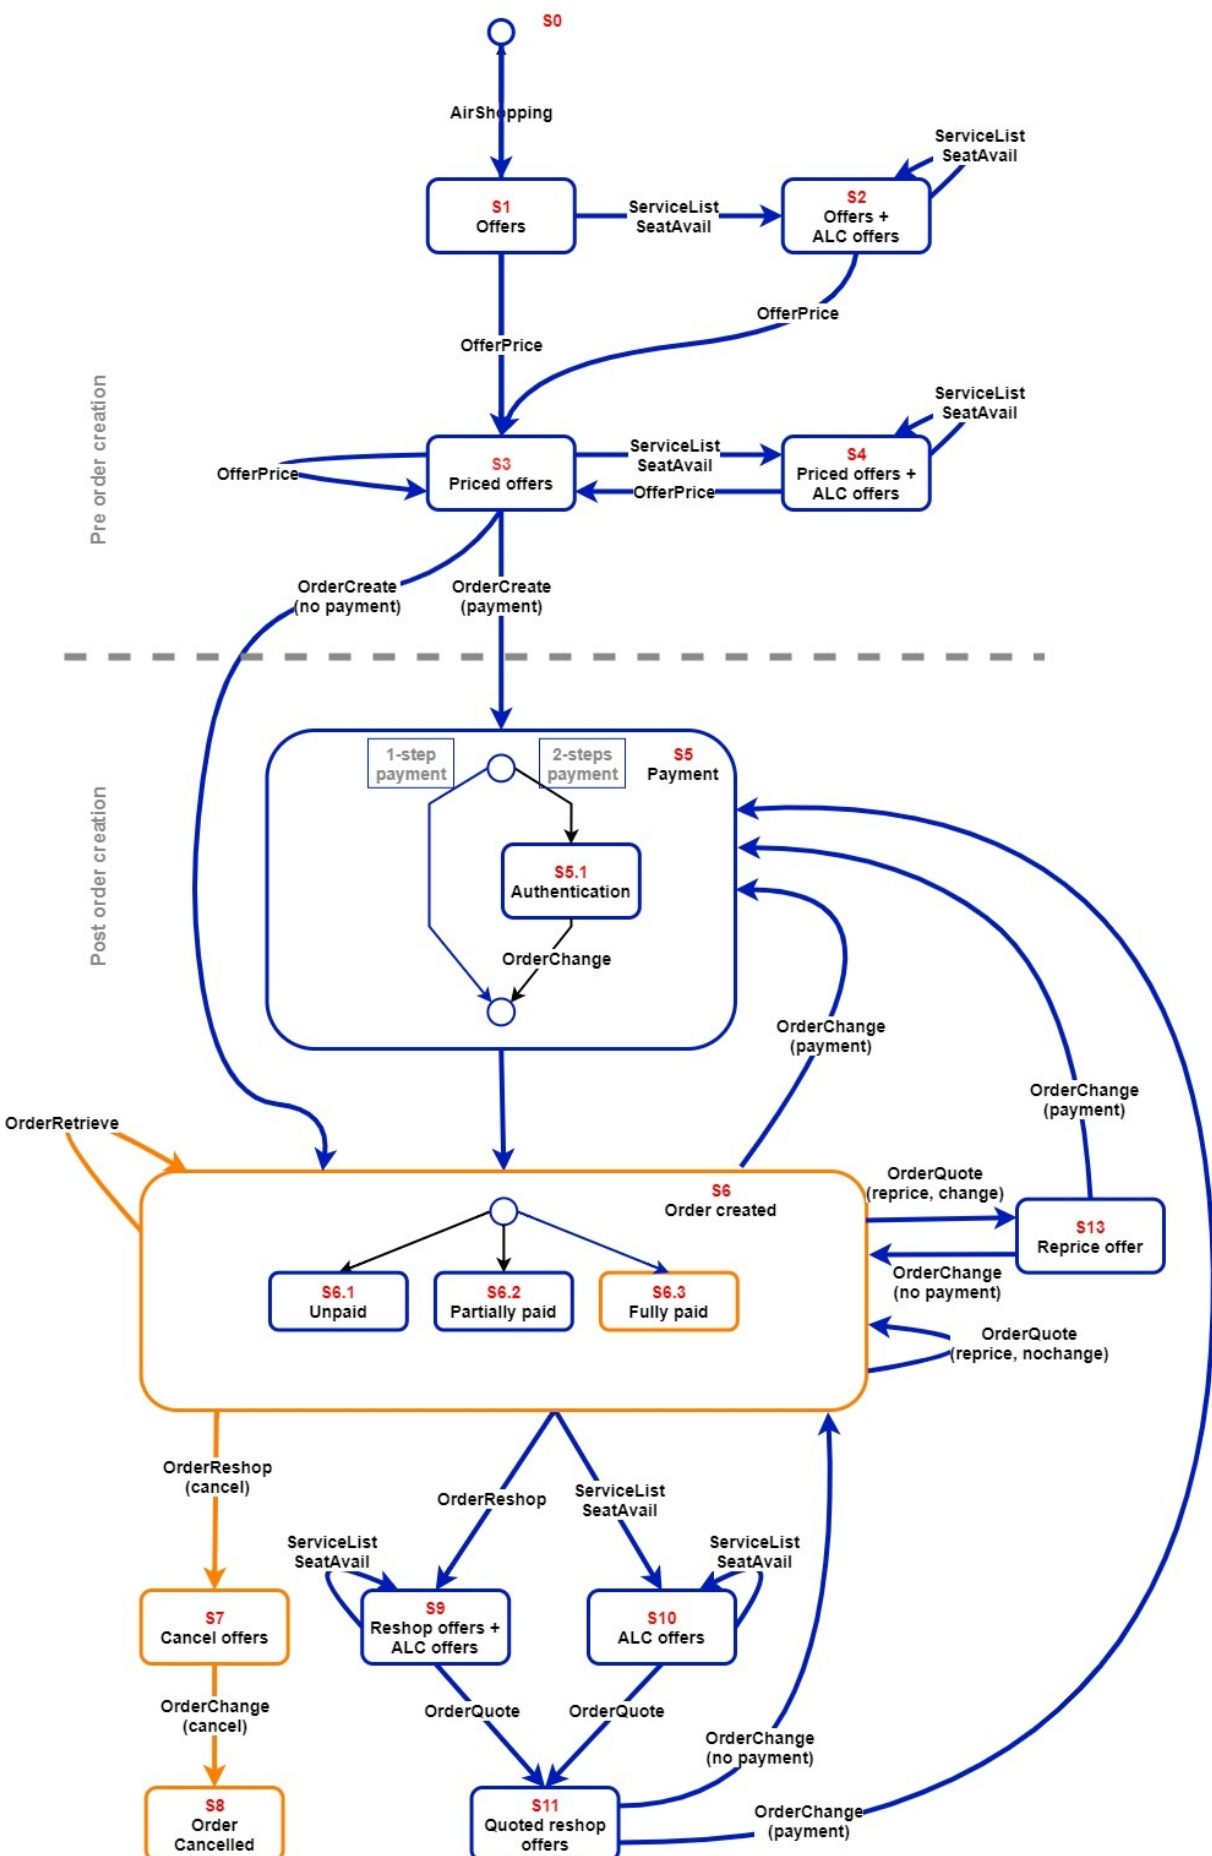 S0
AirShopping
ServiceList
SeatAvail
S1
Offers
ServiceList
SeatAvail
S2
Offers +
ALC offers
OfferPrice
OfferPrice
Pre order creation
ServiceList
SeatAvail
OfferPrice
S3
Priced offers
ServiceList
SeatAvail
OfferPrice
S4
Priced offers +
ALC offers
OrderCreate
(no payment)
OrderCreate
(payment)
Post order creation
1-step
payment
2-steps
payment
S5
Payment
S5.1
Authentication
OrderChange
OrderChange
(payment)
OrderChange
(payment)
OrderRetrieve
S6
Order created
OrderQuote
(reprice, change)
S13
Reprice offer
OrderChange
(no payment)
S6.1
Unpaid
S6.2
Partially paid
S6.3
Fully paid
OrderQuote
(reprice, nochange)
OrderReshop
(cancel)
OrderReshop
ServiceList
SeatAvail
ServiceList
SeatAvail
ServiceList
SeatAvail
S7
Cancel offers
S9
Reshop offers +
ALC offers
S10
ALC offers
OrderChange
(cancel)
OrderQuote
OrderQuote
OrderChange
(no payment)
S8
Order
Cancelled
S11
Quoted reshop
offers
OrderChange
(payment)